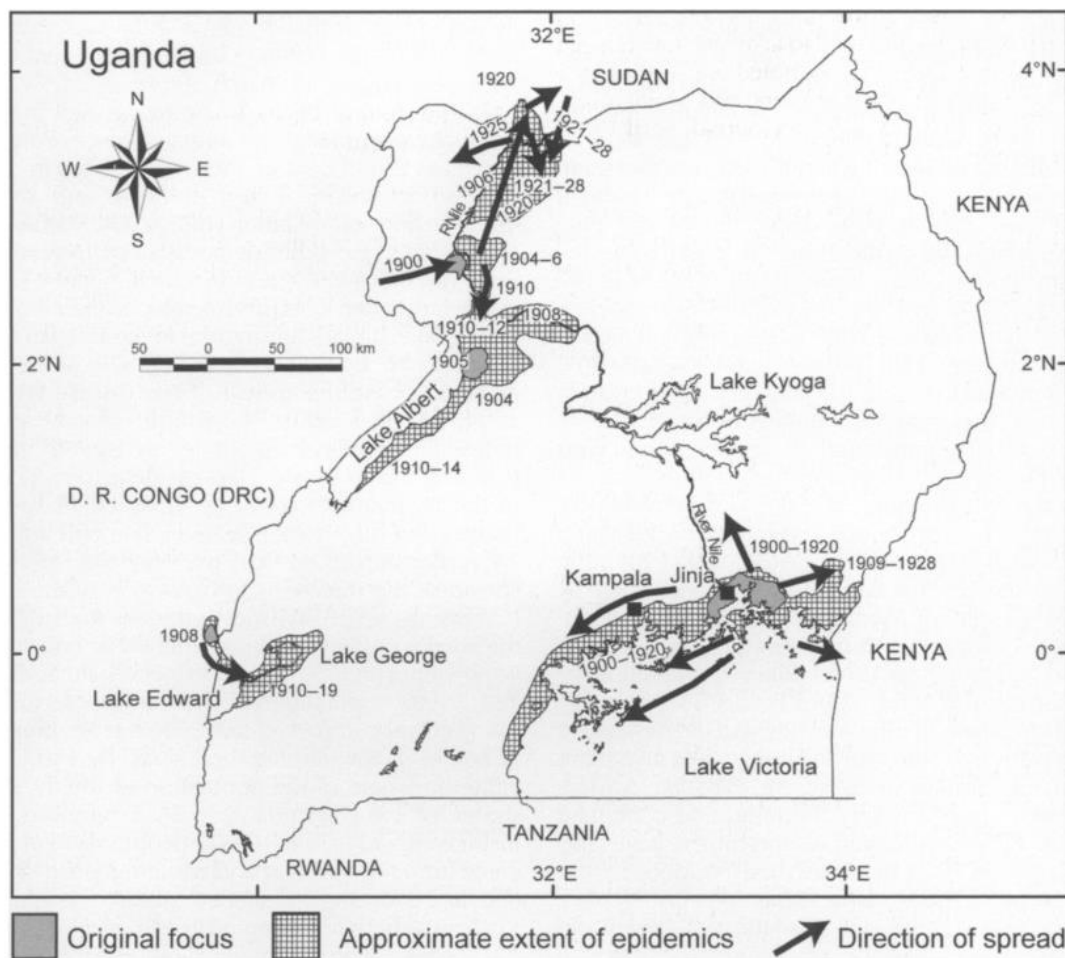 Uganda
32°E
4°N
SUDAN
N
W
E
S
1920
1925
1921–28
1906
1921–28
1920
R Nile
KENYA
1900
1904–6
1910
1908
1910–12
50 0 50 100 km
2°N
2°N
1905
1904
Lake Albert
Lake Kyoga
1910–14
D. R. CONGO (DRC)
River Nile
1900–1920
1909–1928
Kampala
Jinja
1908
Lake George
1900–1920
0°
0°
KENYA
Lake Edward
1910–19
Lake Victoria
TANZANIA
RWANDA
32°E
34°E
Original focus
Approximate extent of epidemics
Direction of spread